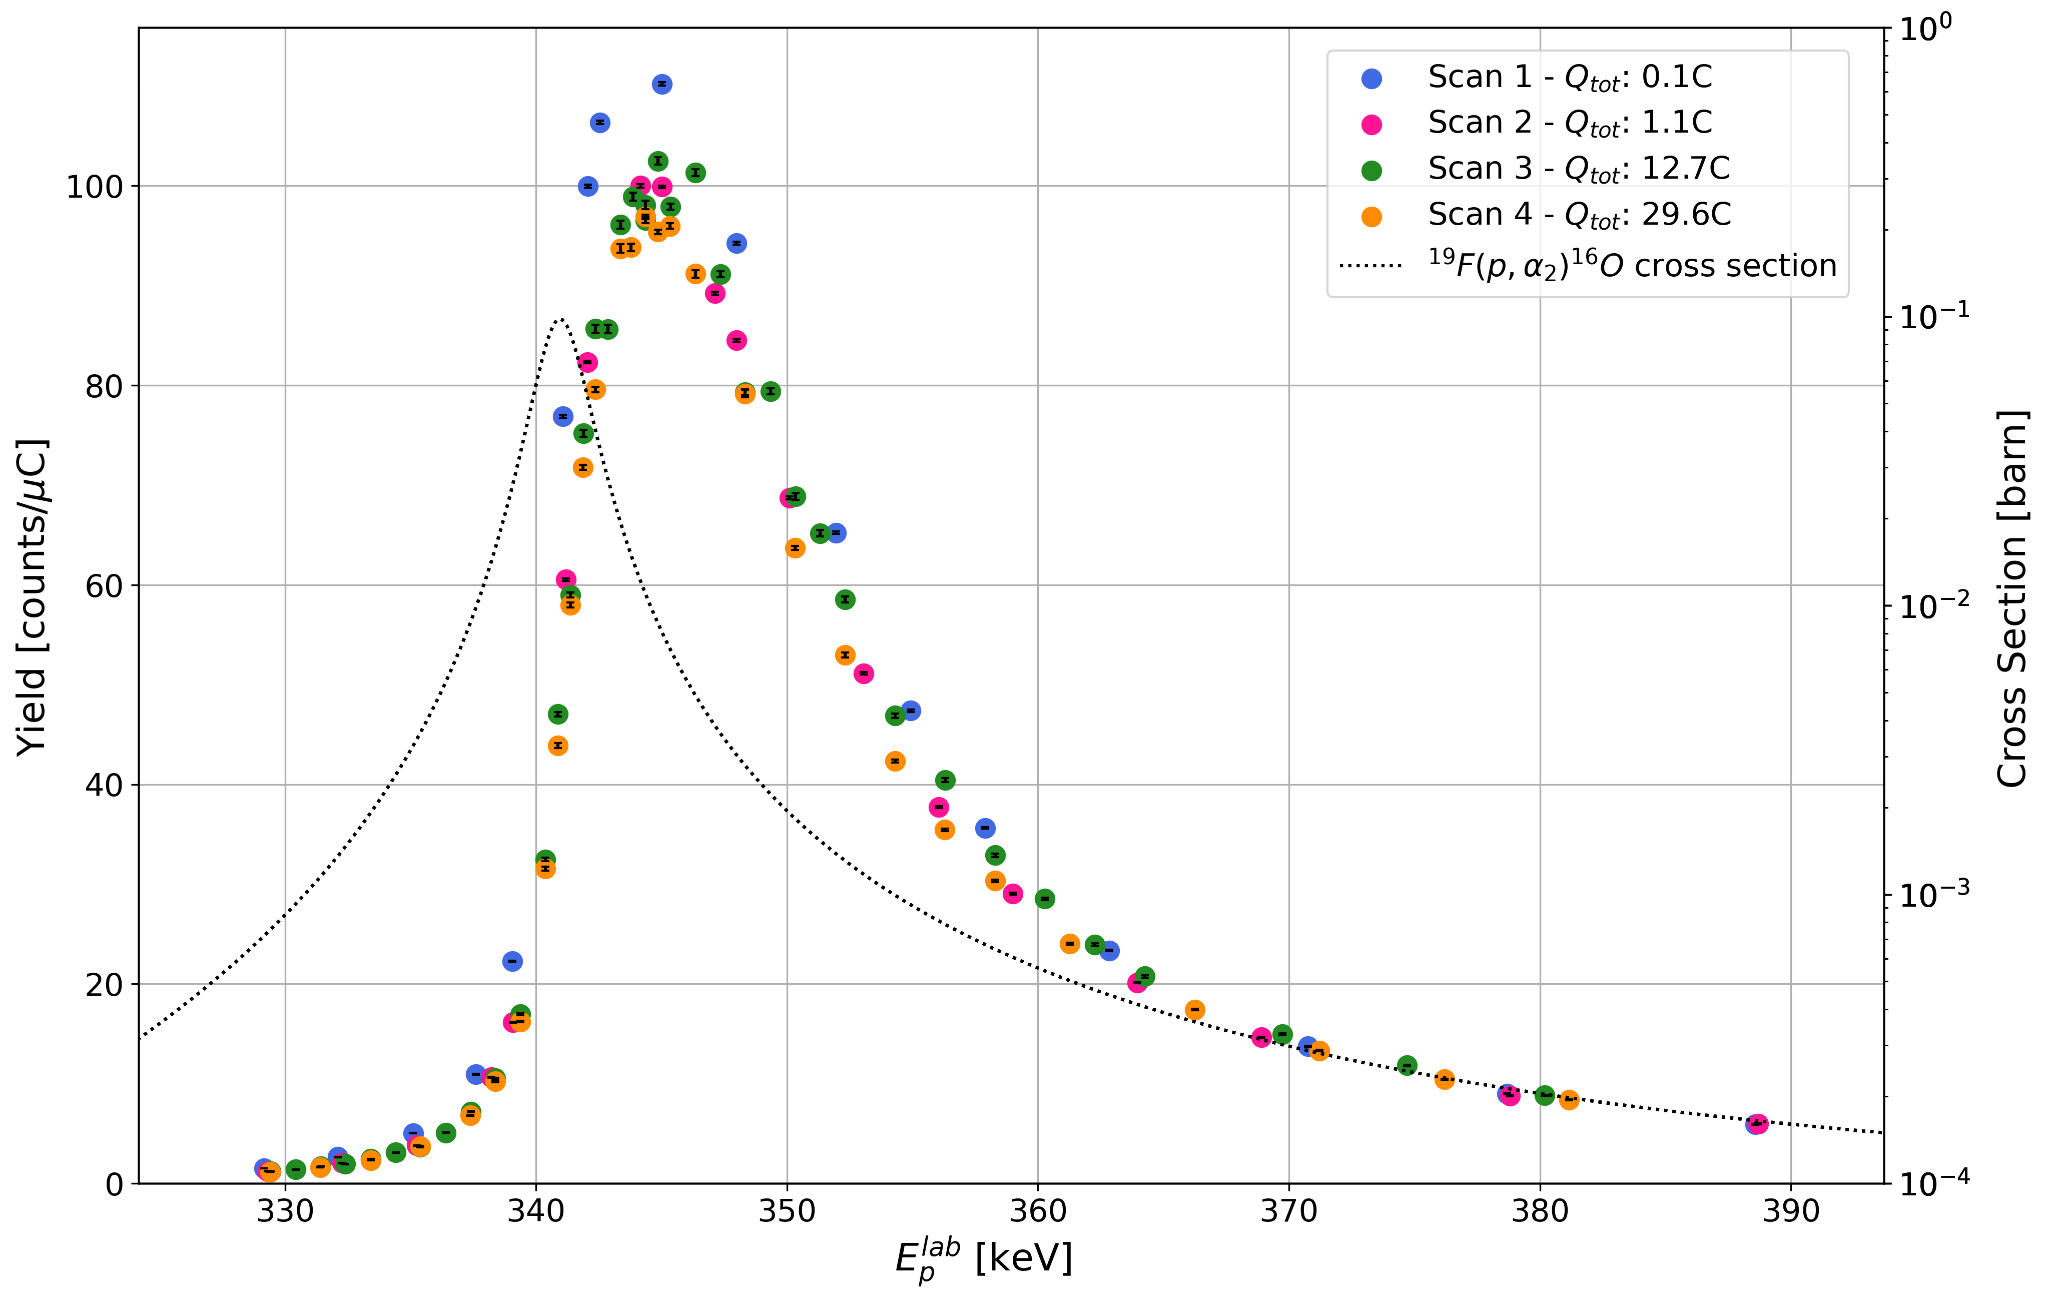 Scan 1 - Q_tot: 0.1C
Scan 2 - Q_tot: 1.1C
Scan 3 - Q_tot: 12.7C
Scan 4 - Q_tot: 29.6C
¹⁹F(p, α₂)¹⁶O cross section
Yield [counts/μC]
100
80
60
40
20
0
330 340 350 360 370 380 390
E_p^lab [keV]
10⁰
10⁻¹
10⁻²
10⁻³
10⁻⁴
Cross Section [barn]